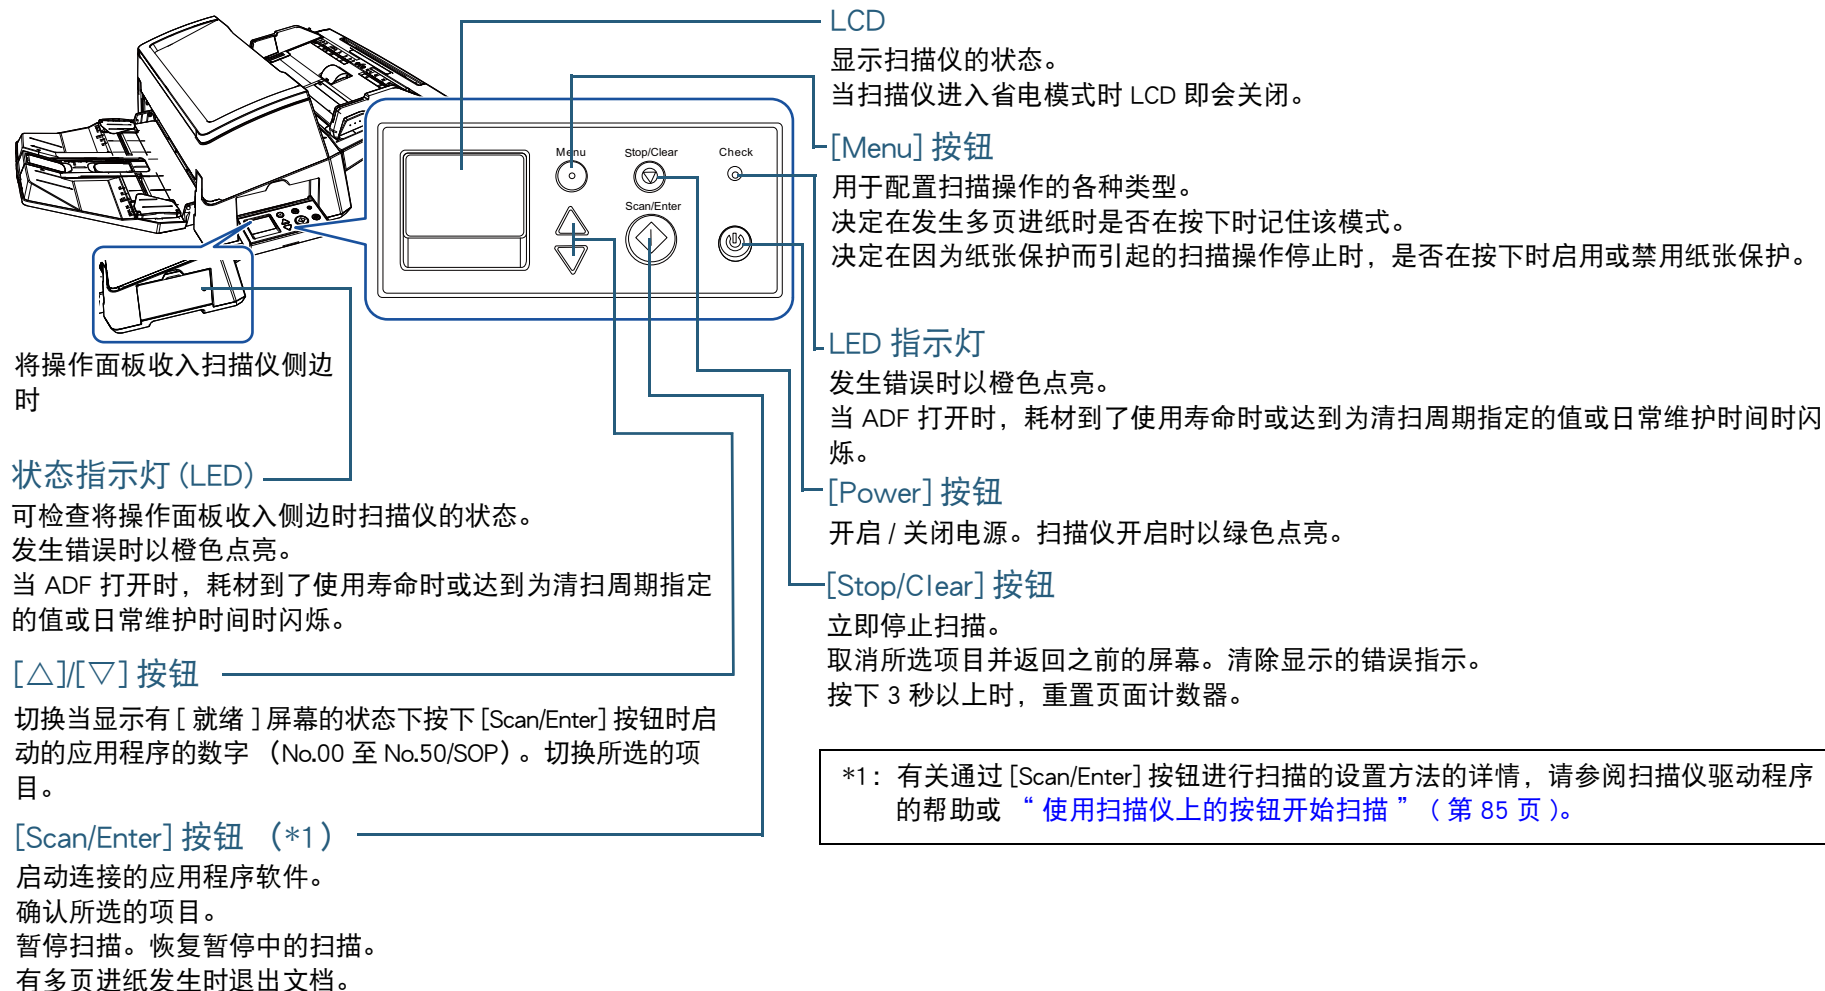 LCD
显示扫描仪的状态。
当扫描仪进入省电模式时 LCD 即会关闭。
[Menu] 按钮
用于配置扫描操作的各种类型。
决定在发生多页进纸时是否在按下时记住该模式。
决定在因为纸张保护而引起的扫描操作停止时，是否在按下时启用或禁用纸张保护。
Menu
Stop/Clear
Check
Scan/Enter
LED 指示灯
发生错误时以橙色点亮。
当 ADF 打开时，耗材到了使用寿命时或达到为清扫周期指定的值或日常维护时间时闪
烁。
[Power] 按钮
开启 / 关闭电源。扫描仪开启时以绿色点亮。
[Stop/Clear] 按钮
立即停止扫描。
取消所选项目并返回之前的屏幕。清除显示的错误指示。
按下 3 秒以上时，重置页面计数器。
将操作面板收入扫描仪侧边
时
状态指示灯 (LED)
可检查将操作面板收入侧边时扫描仪的状态。
发生错误时以橙色点亮。
当 ADF 打开时，耗材到了使用寿命时或达到为清扫周期指定
的值或日常维护时间时闪烁。
[△]/[▽] 按钮
切换当显示有 [ 就绪 ] 屏幕的状态下按下 [Scan/Enter] 按钮时启
动的应用程序的数字 （No.00 至 No.50/SOP）。切换所选的项
目。
[Scan/Enter] 按钮 （*1）
启动连接的应用程序软件。
确认所选的项目。
暂停扫描。恢复暂停中的扫描。
有多页进纸发生时退出文档。
*1：有关通过 [Scan/Enter] 按钮进行扫描的设置方法的详情，请参阅扫描仪驱动程序
的帮助或 “ 使用扫描仪上的按钮开始扫描 ” ( 第 85 页 )。